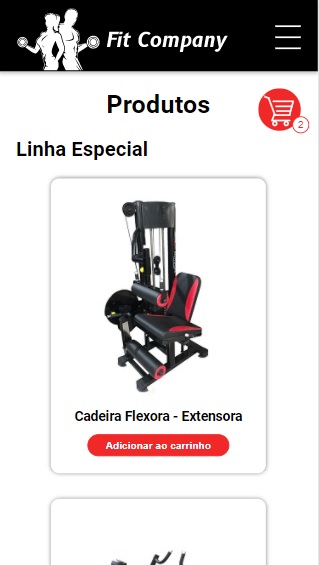 Fit Company
Produtos
2
Linha Especial
Cadeira Flexora - Extensora
Adicionar ao carrinho